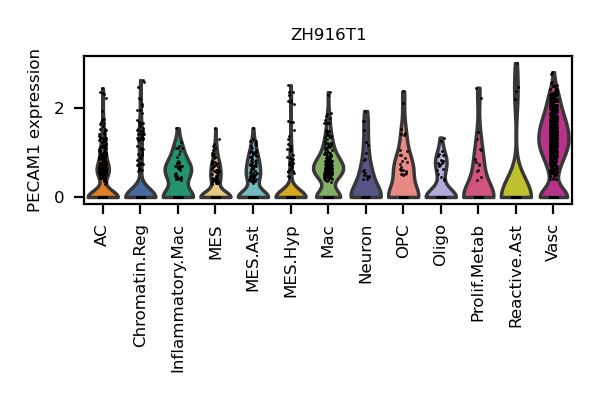 ZH916T1
PECAM1 expression
2
0
AC
Chromatin.Reg
Inflammatory.Mac
MES
MES.Ast
MES.Hyp
Mac
Neuron
OPC
Oligo
Prolif.Metab
Reactive.Ast
Vasc